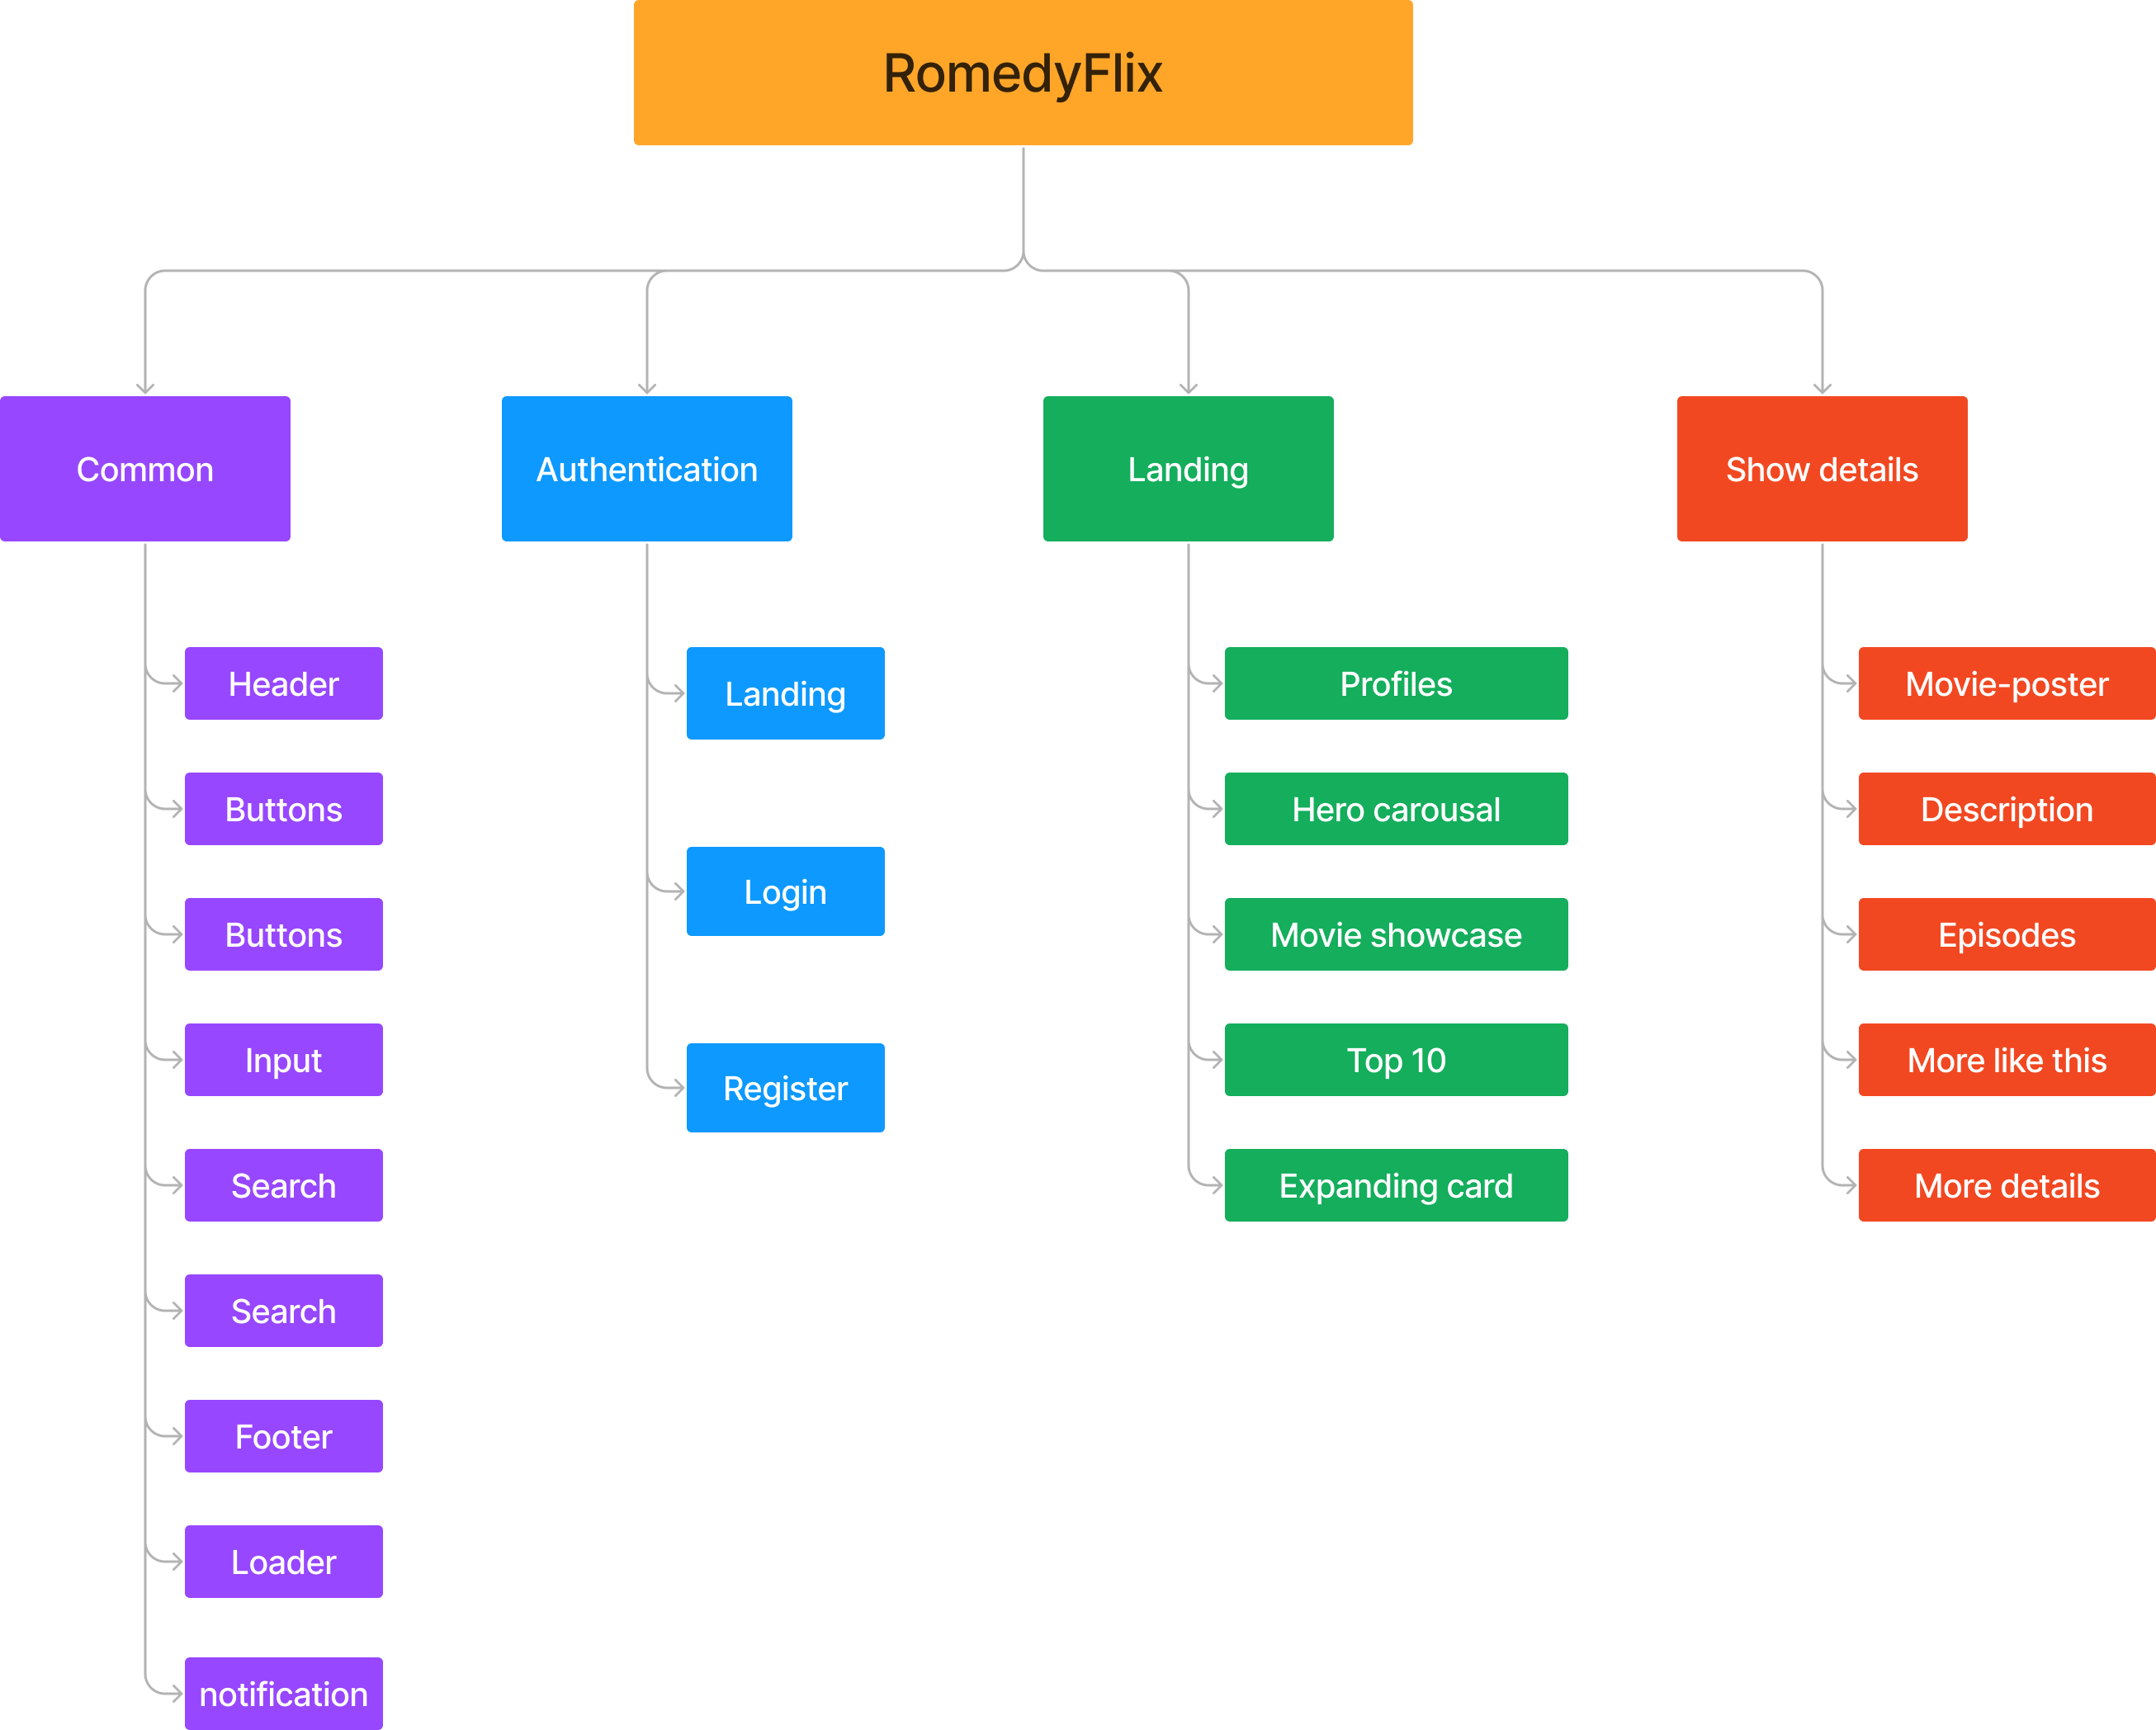 RomedyFlix
Common
Authentication
Landing
Show details
Header
Buttons
Buttons
Input
Search
Search
Footer
Loader
notification
Landing
Login
Register
Profiles
Hero carousal
Movie showcase
Top 10
Expanding card
Movie-poster
Description
Episodes
More like this
More details